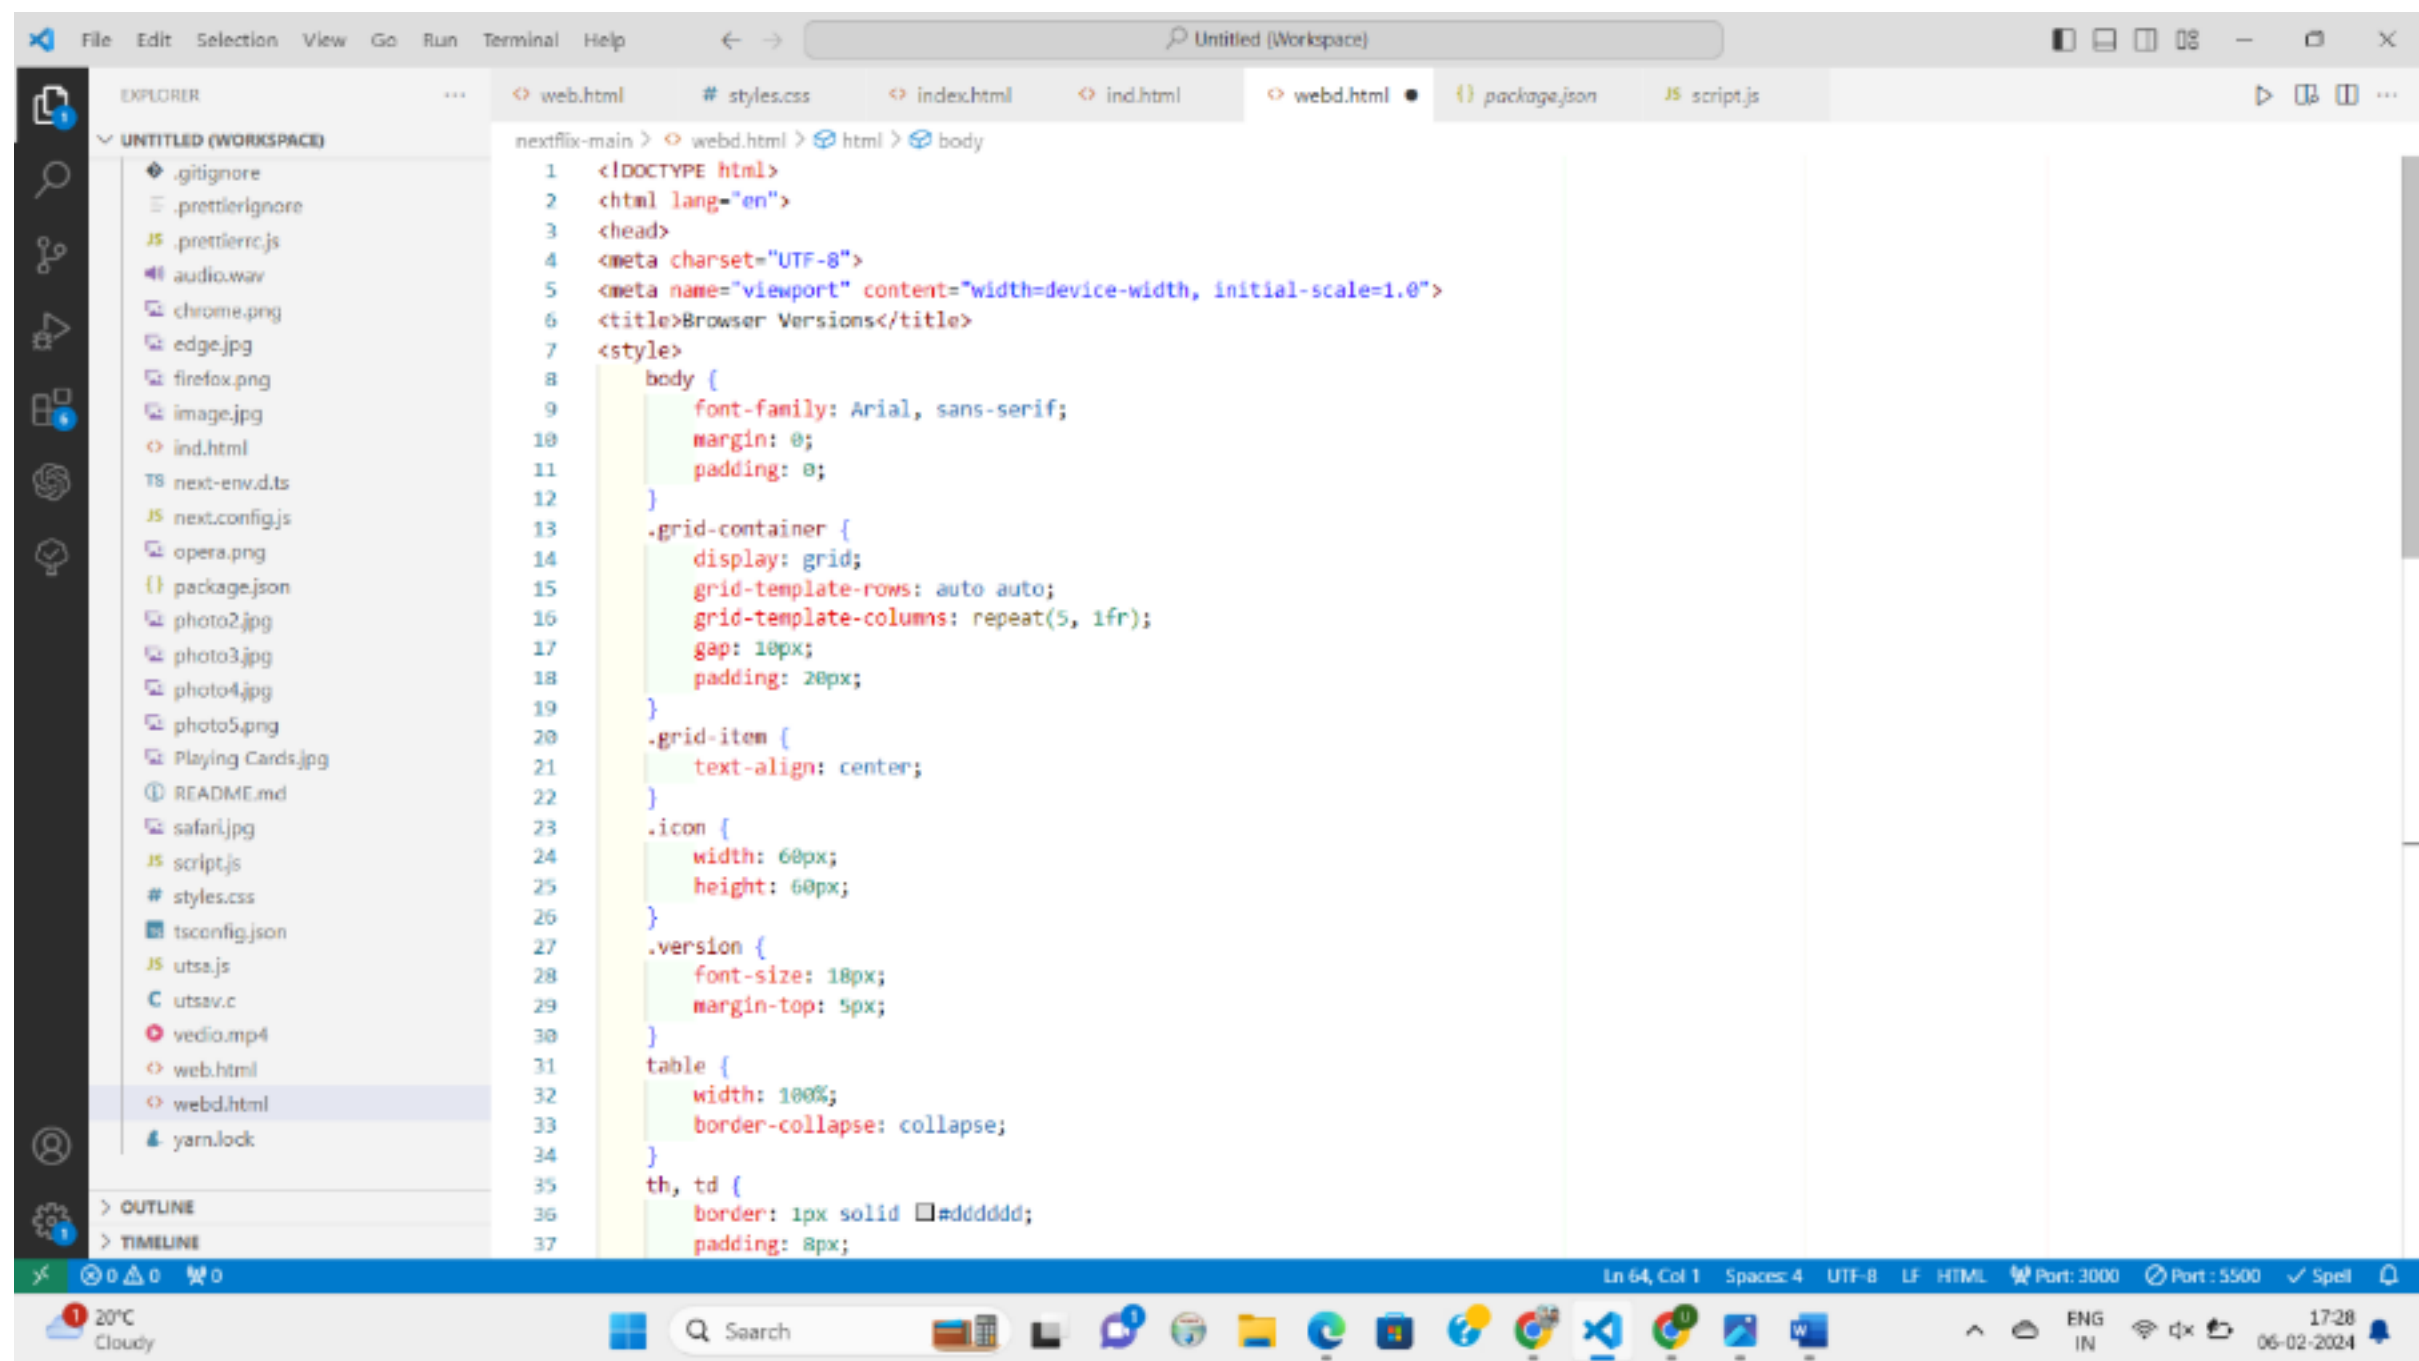 File Edit Selection View Go Run Terminal Help Untitled (Workspace)
EXPLORER
web.html # styles.css index.html ind.html webd.html {} package.json JS script.js
UNTITLED (WORKSPACE)
nextflix-main > webd.html > html > body
.gitignore
.prettierignore
JS .prettierrc.js
audio.wav
chrome.png
edge.jpg
firefox.png
image.jpg
ind.html
TS next-env.d.ts
JS next.config.js
opera.png
{} package.json
photo2.jpg
photo3.jpg
photo4.jpg
photo5.png
Playing Cards.jpg
README.md
safari.jpg
JS script.js
# styles.css
tsconfig.json
JS utsa.js
C utsav.c
vedio.mp4
web.html
webd.html
yarn.lock
OUTLINE
TIMELINE
1 <!DOCTYPE html>
2 <html lang="en">
3 <head>
4 <meta charset="UTF-8">
5 <meta name="viewport" content="width=device-width, initial-scale=1.0">
6 <title>Browser Versions</title>
7 <style>
8 body {
9 font-family: Arial, sans-serif;
10 margin: 0;
11 padding: 0;
12 }
13 .grid-container {
14 display: grid;
15 grid-template-rows: auto auto;
16 grid-template-columns: repeat(5, 1fr);
17 gap: 10px;
18 padding: 20px;
19 }
20 .grid-item {
21 text-align: center;
22 }
23 .icon {
24 width: 60px;
25 height: 60px;
26 }
27 .version {
28 font-size: 18px;
29 margin-top: 5px;
30 }
31 table {
32 width: 100%;
33 border-collapse: collapse;
34 }
35 th, td {
36 border: 1px solid #dddddd;
37 padding: 8px;
0 0 0 Ln 64, Col 1 Spaces: 4 UTF-8 LF HTML Port: 3000 Port : 5500 Spell
1 20°C
Cloudy
Search
ENG
IN
17:28
06-02-2024